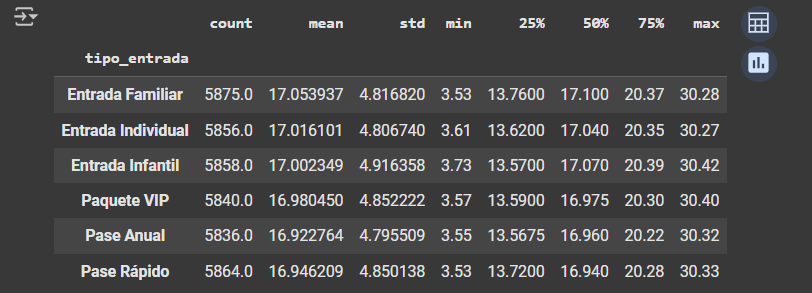 count mean std min 25% 50% 75% max
tipo_entrada
Entrada Familiar 5875.0 17.053937 4.816820 3.53 13.7600 17.100 20.37 30.28
Entrada Individual 5856.0 17.016101 4.806740 3.61 13.6200 17.040 20.35 30.27
Entrada Infantil 5858.0 17.002349 4.916358 3.73 13.5700 17.070 20.39 30.42
Paquete VIP 5840.0 16.980450 4.852222 3.57 13.5900 16.975 20.30 30.40
Pase Anual 5836.0 16.922764 4.795509 3.55 13.5675 16.960 20.22 30.32
Pase Rápido 5864.0 16.946209 4.850138 3.53 13.7200 16.940 20.28 30.33